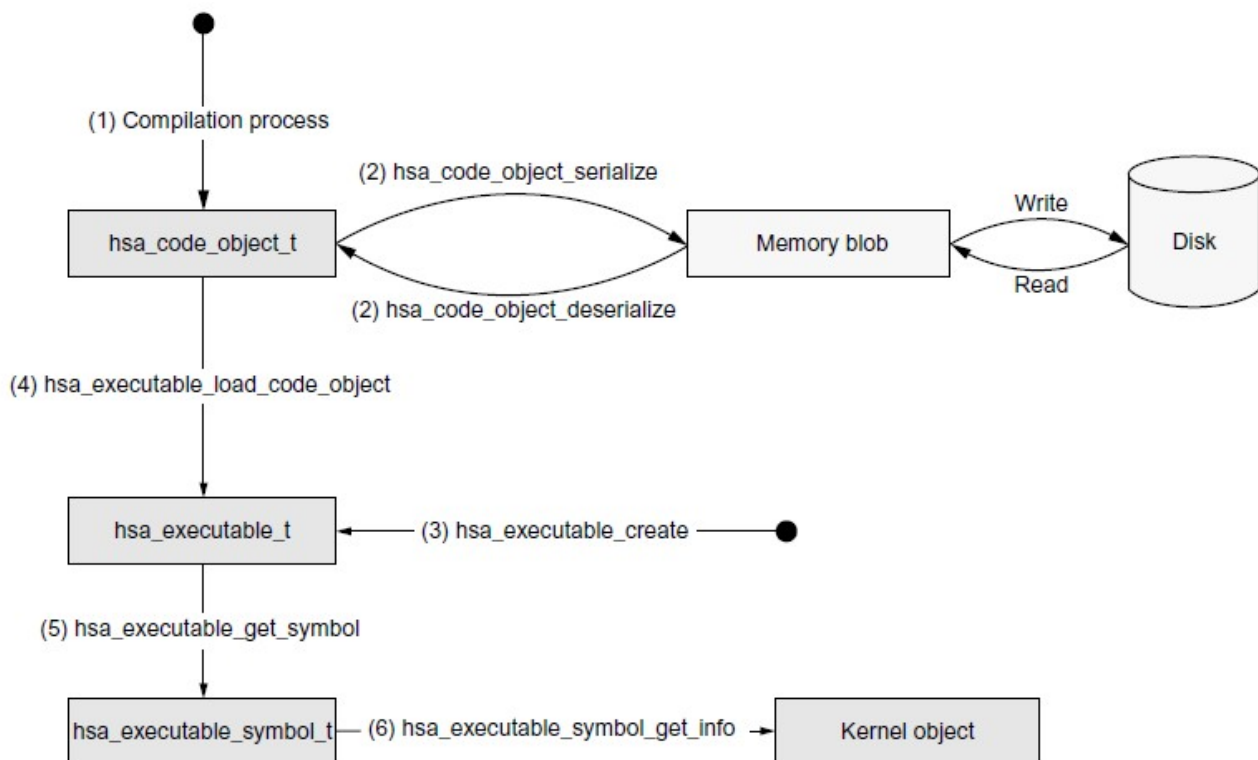 (1) Compilation process
(2) hsa_code_object_serialize
Write
hsa_code_object_t
Memory blob
Disk
Read
(2) hsa_code_object_deserialize
(4) hsa_executable_load_code_object
hsa_executable_t
(3) hsa_executable_create
(5) hsa_executable_get_symbol
hsa_executable_symbol_t
(6) hsa_executable_symbol_get_info
Kernel object